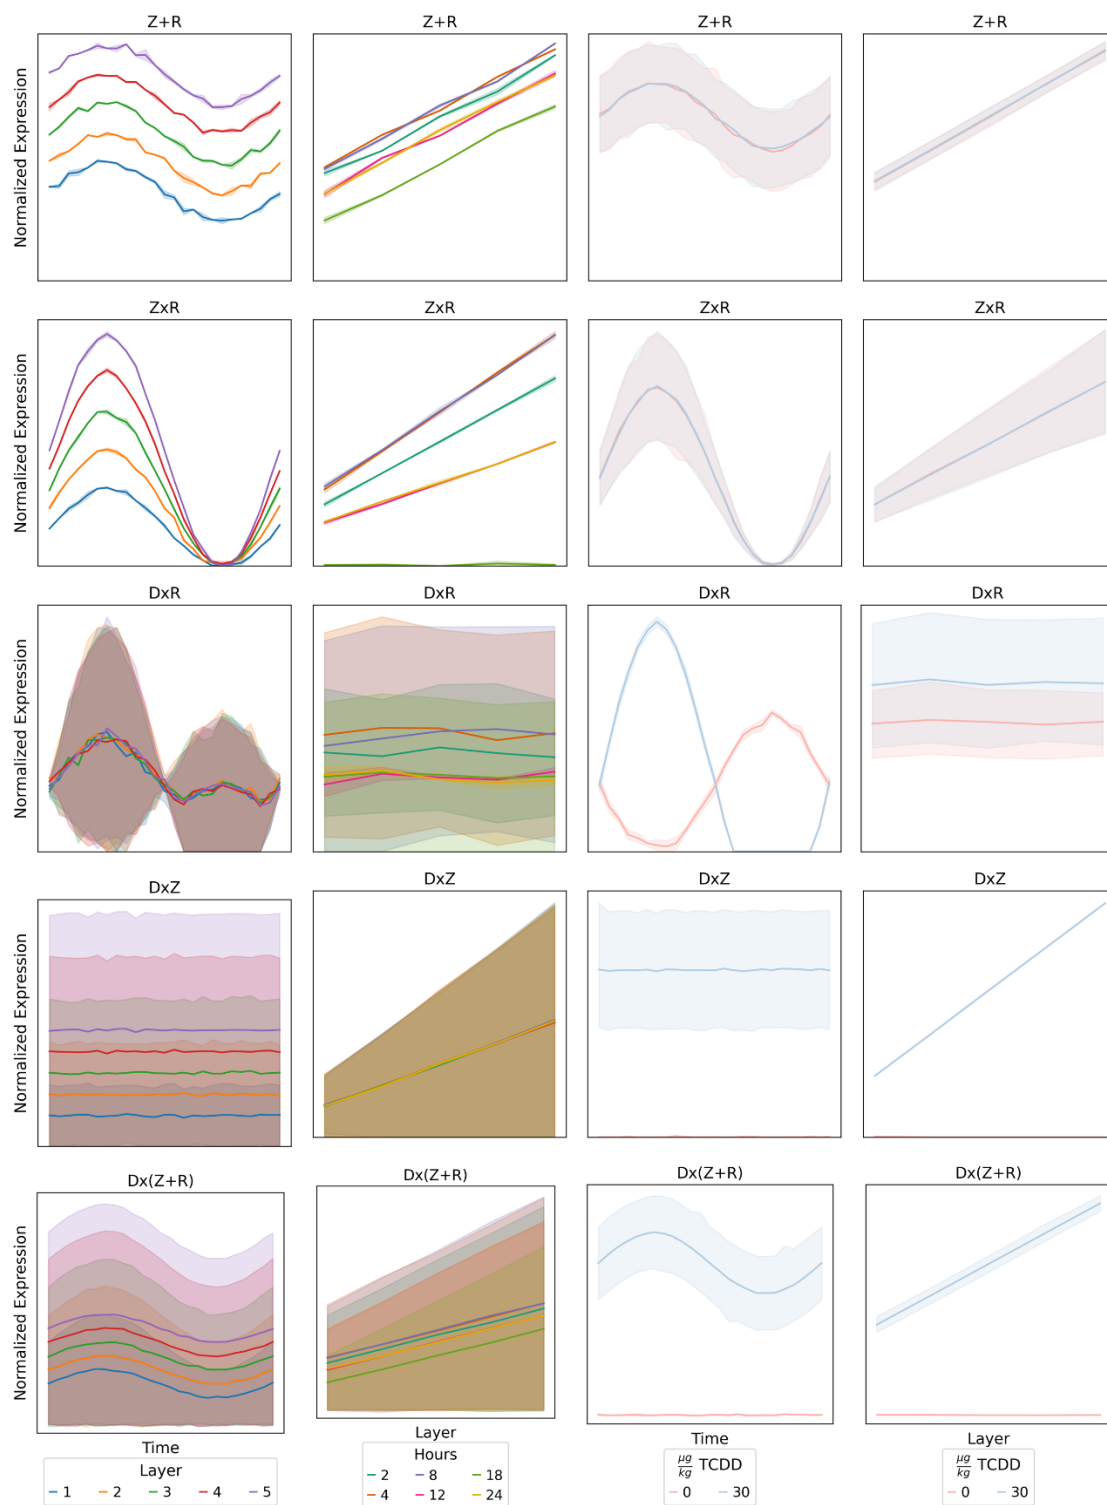 Z+R
Z+R
Z+R
Z+R
Normalized Expression
ZxR
ZxR
ZxR
ZxR
Normalized Expression
DxR
DxR
DxR
DxR
Normalized Expression
DxZ
DxZ
DxZ
DxZ
Normalized Expression
Dx(Z+R)
Dx(Z+R)
Dx(Z+R)
Dx(Z+R)
Normalized Expression
Time
Layer
1 2 3 4 5
Layer
Hours
2 8 18
4 12 24
Time
μg/kg TCDD
0 30
Layer
μg/kg TCDD
0 30